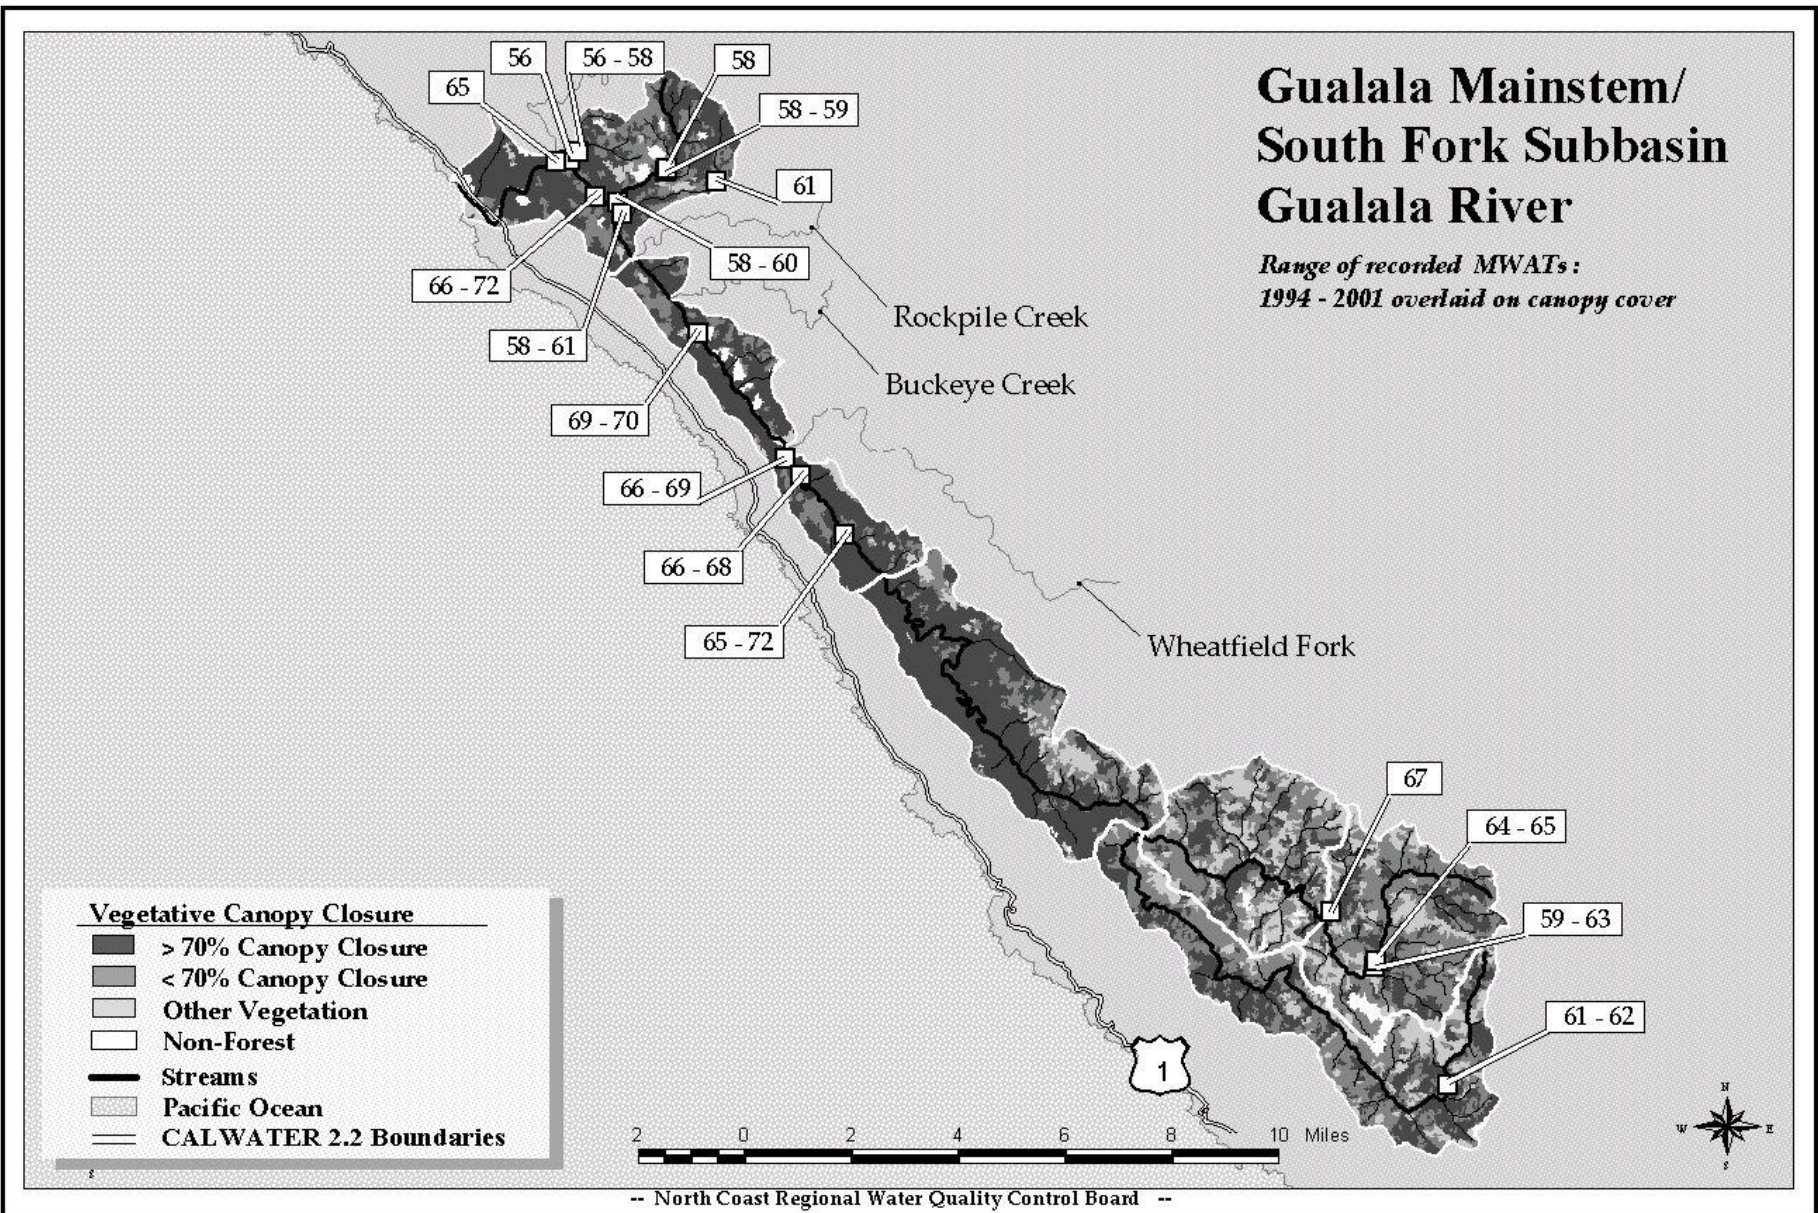 Gualala Mainstem/
South Fork Subbasin
Gualala River
Range of recorded MWATs :
1994 - 2001 overlaid on canopy cover
56
56 - 58
58
65
58 - 59
61
58 - 60
66 - 72
58 - 61
Rockpile Creek
Buckeye Creek
69 - 70
66 - 69
66 - 68
65 - 72
Wheatfield Fork
67
64 - 65
59 - 63
61 - 62
1
Vegetative Canopy Closure
> 70% Canopy Closure
< 70% Canopy Closure
Other Vegetation
Non-Forest
Streams
Pacific Ocean
CALWATER 2.2 Boundaries
2 0 2 4 6 8 10 Miles
N
W E
S
-- North Coast Regional Water Quality Control Board --